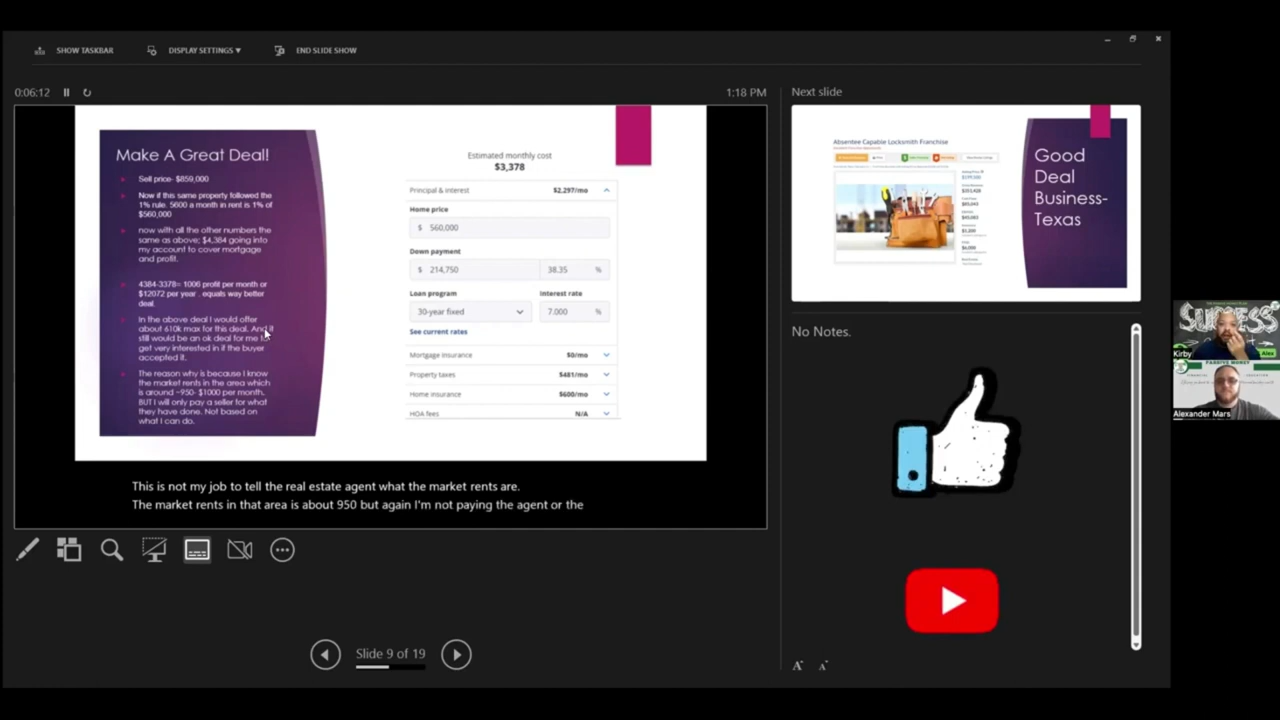 SHOW TASKBAR
DISPLAY SETTINGS ▾
END SLIDE SHOW
0:06:12
1:18 PM
Make A Great Deal!
Sell price- $859,000
Now if this same property followed the
1% rule. 5600 a month in rent is 1% of
$560,000
now with all the other numbers the
same as above; $4,384 going into
my account to cover mortgage
and profit.
4384-3378= 1006 profit per month or
$12072 per year . equals way better
deal
In the above deal I would offer
about 610k max for this deal. And it
still would be an ok deal for me to
get very interested in if the buyer
accepted it.
The reason why is because I know
the market rents in the area which
is around ~950- $1000 per month,
BUT I will only pay a seller for what
they have done. Not based on
what I can do.
Estimated monthly cost
$3,378
Principal & interest $2,297/mo
Home price
$ 560,000
Down payment
$ 214,750 38.35 %
Loan program Interest rate
30-year fixed 7.000 %
See current rates
Mortgage insurance $0/mo
Property taxes $481/mo
Home insurance $600/mo
HOA fees N/A
This is not my job to tell the real estate agent what the market rents are.
The market rents in that area is about 950 but again I'm not paying the agent or the
Slide 9 of 19
Next slide
Absentee Capable Locksmith Franchise
Good
Deal
Business-
Texas
No Notes.
A A
SUCCESS
Kirby
Alex
PASSIVE MONEY
Alexander Mars